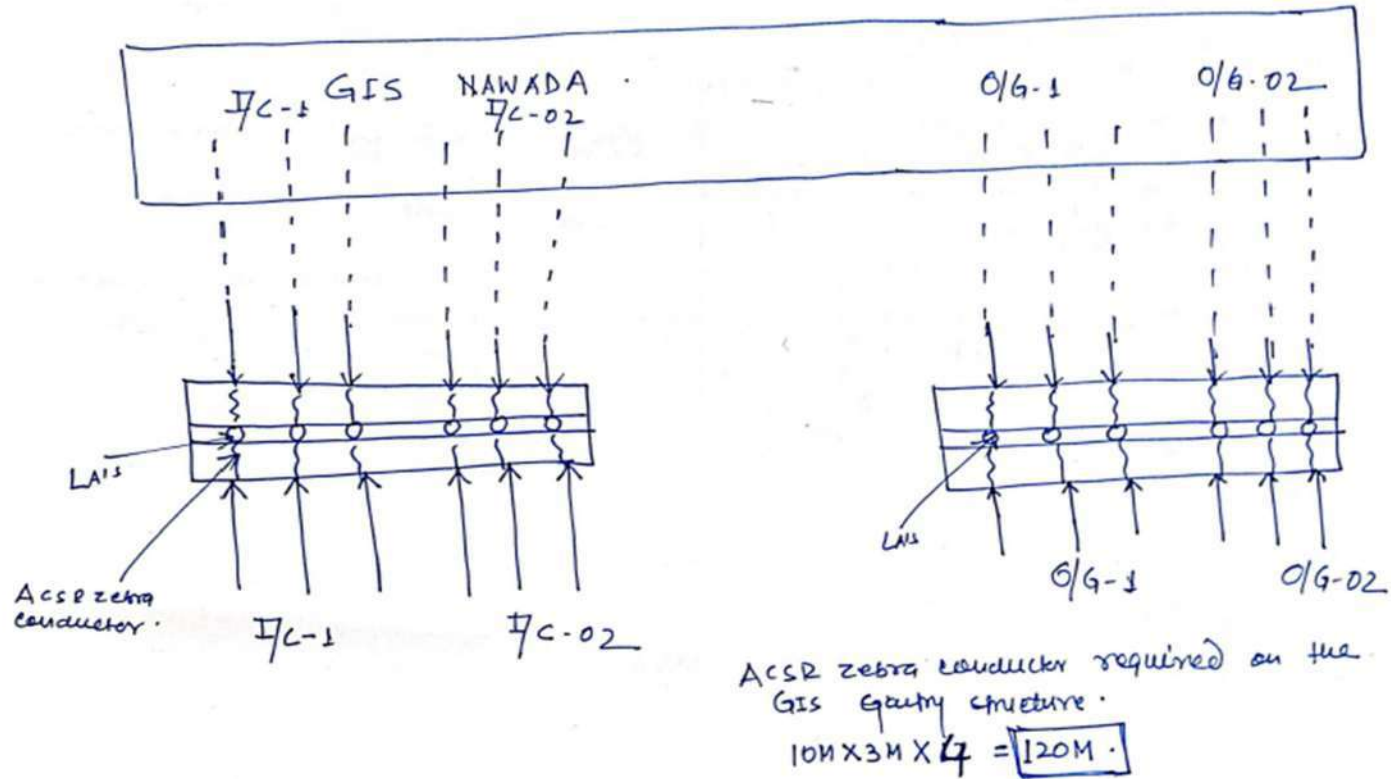 I/C-1 GIS NAWADA
I/C-02
O/G-1
O/G-02
LA's
ACSR zebra
conductor.
I/C-1
I/C-02
LA's
O/G-1
O/G-02
ACSR zebra conductor required on the
GIS structure.
10M X 3M X 4 = 120M.